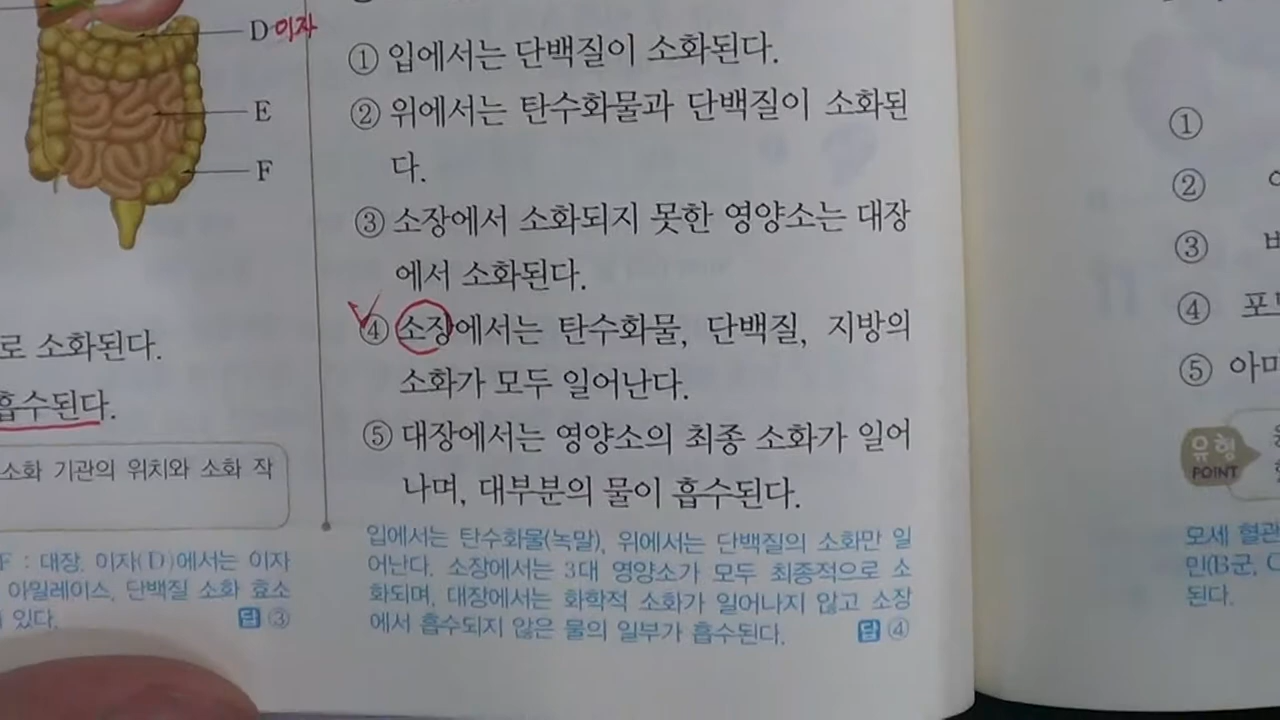 D 이자
E
F
로 소화된다.
흡수된다.
소화 기관의 위치와 소화 작
F : 대장. 이자(D)에서는 이자
아밀레이스, 단백질 소화 효소
있다.
답 ③
① 입에서는 단백질이 소화된다.
② 위에서는 탄수화물과 단백질이 소화된
다.
③ 소장에서 소화되지 못한 영양소는 대장
에서 소화된다.
④ 소장에서는 탄수화물, 단백질, 지방의
소화가 모두 일어난다.
⑤ 대장에서는 영양소의 최종 소화가 일어
나며, 대부분의 물이 흡수된다.
입에서는 탄수화물(녹말), 위에서는 단백질의 소화만 일
어난다. 소장에서는 3대 영양소가 모두 최종적으로 소
화되며, 대장에서는 화학적 소화가 일어나지 않고 소장
에서 흡수되지 않은 물의 일부가 흡수된다.
답 ④
①
②
③
④ 포
⑤ 아미
유형
POINT
모세 혈관
민(B군, C
된다.